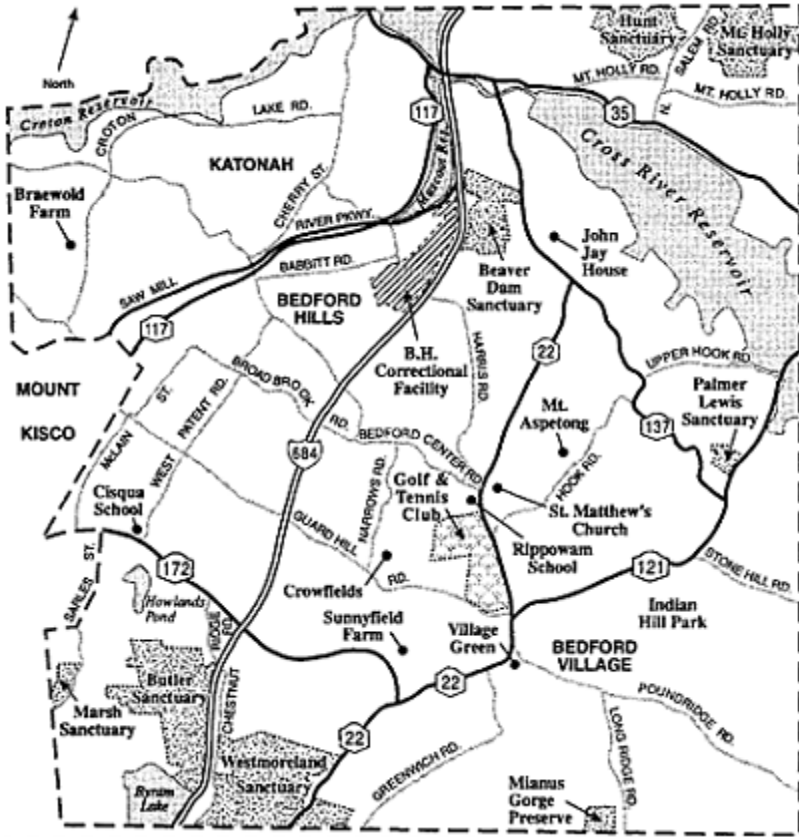 Hunt
Sanctuary
SALEM RD.
N.
Mt. Holly
Sanctuary
North
MT. HOLLY RD.
MT. HOLLY RD.
Croton Reservoir
LAKE RD.
CROTON
117
35
KATONAH
Cross River Reservoir
CHERRY ST.
Braewold
Farm
RIVER PKWY.
SAW MILL
BABBITT RD.
John
Jay
House
Beaver
Dam
Sanctuary
BEDFORD
HILLS
117
B.H.
Correctional
Facility
HARRIS RD.
22
UPPER HOOK RD.
MOUNT
KISCO
BROAD BROOK
RD.
McLAIN
ST.
WEST PATENT RD.
Palmer
Lewis
Sanctuary
Mt.
Aspetong
137
684
BEDFORD CENTER RD.
HOOK RD.
Cisqua
School
NARROWS RD.
Golf &
Tennis
Club
St. Matthew's
Church
GUARD HILL
RD.
Rippowam
School
SARLES
ST.
172
121
STONE HILL RD.
Crowfields
Howlands
Pond
RIDGE
RD.
CHESTNUT
Sunnyfield
Farm
Village
Green
Indian
Hill Park
BEDFORD
VILLAGE
Butler
Sanctuary
Marsh
Sanctuary
22
POUNDRIDGE RD.
22
GREENWICH RD.
LONG RIDGE RD.
Westmoreland
Sanctuary
Byram
Lake
Mianus
Gorge
Preserve